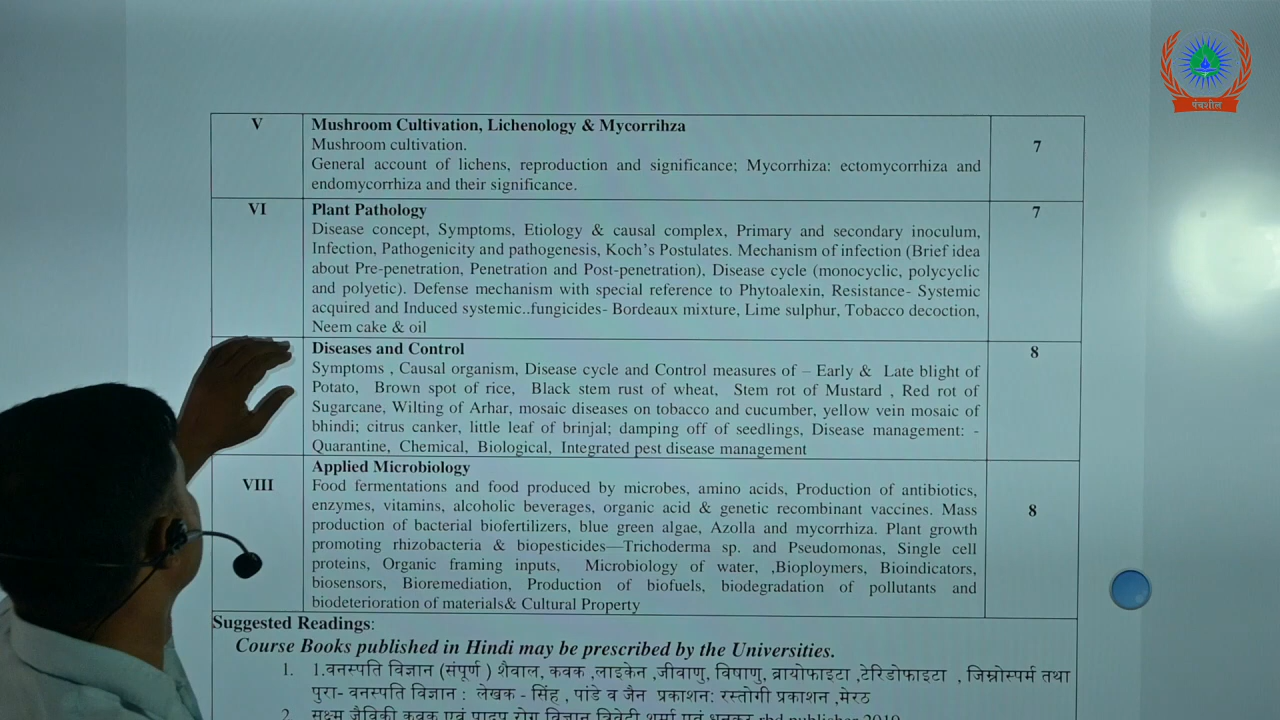 पंचशील
V
Mushroom Cultivation, Lichenology & Mycorrihza
Mushroom cultivation.
General account of lichens, reproduction and significance; Mycorrhiza: ectomycorrhiza and
endomycorrhiza and their significance.
7
VI
Plant Pathology
Disease concept, Symptoms, Etiology & causal complex, Primary and secondary inoculum,
Infection, Pathogenicity and pathogenesis, Koch's Postulates. Mechanism of infection (Brief idea
about Pre-penetration, Penetration and Post-penetration), Disease cycle (monocyclic, polycyclic
and polyetic). Defense mechanism with special reference to Phytoalexin, Resistance- Systemic
acquired and Induced systemic..fungicides- Bordeaux mixture, Lime sulphur, Tobacco decoction,
Neem cake & oil
7
Diseases and Control
Symptoms , Causal organism, Disease cycle and Control measures of – Early & Late blight of
Potato, Brown spot of rice, Black stem rust of wheat, Stem rot of Mustard , Red rot of
Sugarcane, Wilting of Arhar, mosaic diseases on tobacco and cucumber, yellow vein mosaic of
bhindi; citrus canker, little leaf of brinjal; damping off of seedlings, Disease management: -
Quarantine, Chemical, Biological, Integrated pest disease management
8
VIII
Applied Microbiology
Food fermentations and food produced by microbes, amino acids, Production of antibiotics,
enzymes, vitamins, alcoholic beverages, organic acid & genetic recombinant vaccines. Mass
production of bacterial biofertilizers, blue green algae, Azolla and mycorrhiza. Plant growth
promoting rhizobacteria & biopesticides—Trichoderma sp. and Pseudomonas, Single cell
proteins, Organic framing inputs, Microbiology of water, ,Bioploymers, Bioindicators,
biosensors, Bioremediation, Production of biofuels, biodegradation of pollutants and
biodeterioration of materials& Cultural Property
8
Suggested Readings:
Course Books published in Hindi may be prescribed by the Universities.
1. 1.वनस्पति विज्ञान (संपूर्ण ) शैवाल, कवक ,लाइकेन ,जीवाणु, विषाणु, ब्रायोफाइटा ,टेरिडोफाइटा , जिम्नोस्पर्म तथा
पुरा- वनस्पति विज्ञान : लेखक - सिंह , पांडे व जैन प्रकाशन: रस्तोगी प्रकाशन ,मेरठ
2. सूक्ष्म जैविकी कवक एवं पादप रोग विज्ञान त्रिवेदी शर्मा एवं